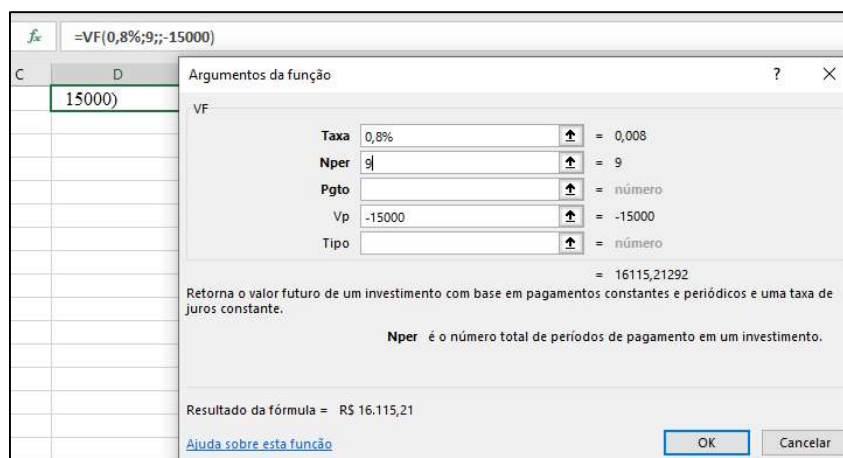 fx =VF(0,8%;9;;-15000)
C D
15000)
Argumentos da função ? ×
VF
Taxa 0,8% = 0,008
Nper 9 = 9
Pgto = número
Vp -15000 = -15000
Tipo = número
= 16115,21292
Retorna o valor futuro de um investimento com base em pagamentos constantes e periódicos e uma taxa de
juros constante.
Nper é o número total de períodos de pagamento em um investimento.
Resultado da fórmula = R$ 16.115,21
Ajuda sobre esta função OK Cancelar